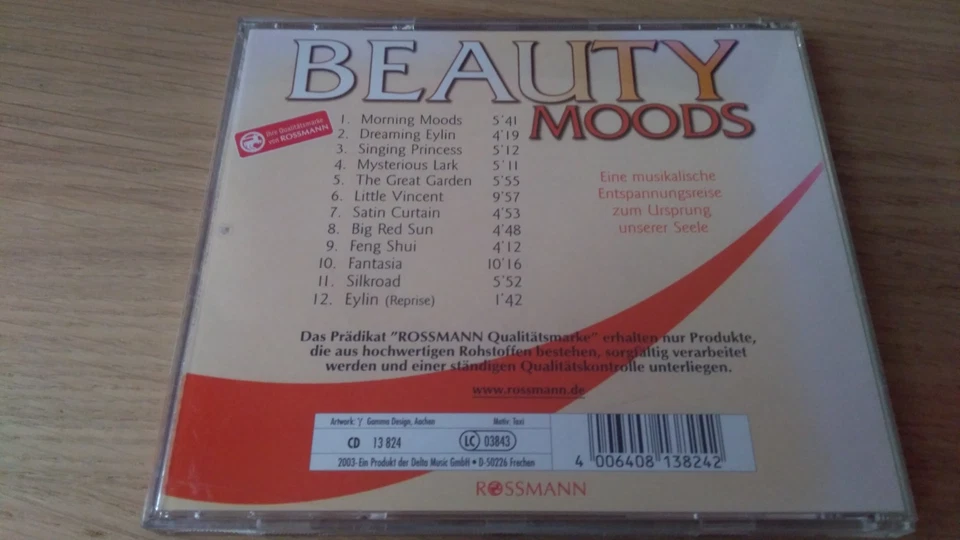 BEAUTY
MOODS
Ihre Qualitätsmarke
von ROSSMANN
1. Morning Moods 5'41
2. Dreaming Eylin 4'19
3. Singing Princess 5'12
4. Mysterious Lark 5'11
5. The Great Garden 5'55
6. Little Vincent 9'57
7. Satin Curtain 4'53
8. Big Red Sun 4'48
9. Feng Shui 4'12
10. Fantasia 10'16
11. Silkroad 5'52
12. Eylin (Reprise) 1'42
Eine musikalische
Entspannungsreise
zum Ursprung
unserer Seele
Das Prädikat "ROSSMANN Qualitätsmarke" erhalten nur Produkte,
die aus hochwertigen Rohstoffen bestehen, sorgfältig verarbeitet
werden und einer ständigen Qualitätskontrolle unterliegen.
www.rossmann.de
Artwork: γ Gamma Design, Aachen Motiv: Taxi
CD 13 824 LC 03843
2003-Ein Produkt der Delta Music GmbH • D-50226 Frechen
4 006408 138242
ROSSMANN